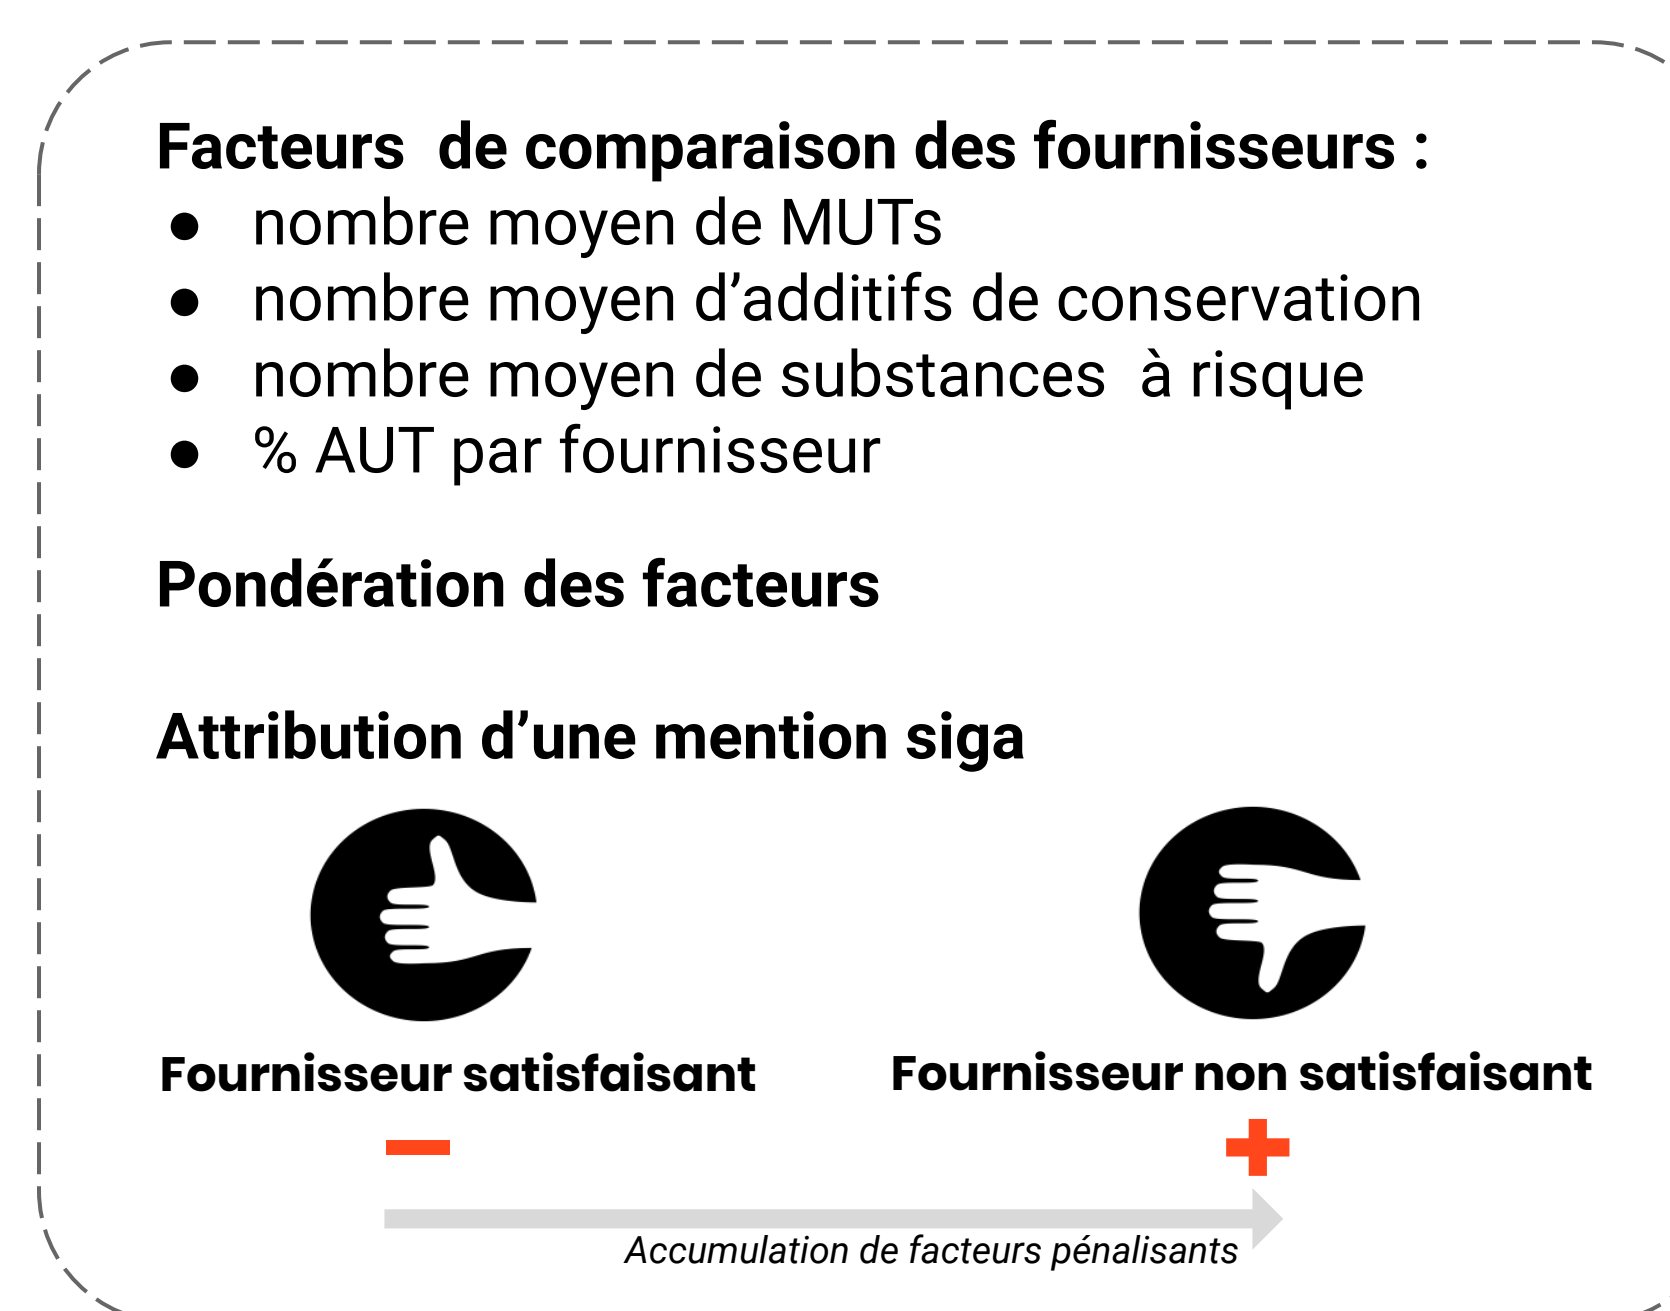 Facteurs  de comparaison des fournisseurs :
● nombre moyen de MUTs
● nombre moyen d’additifs de conservation
● nombre moyen de substances  à risque
● % AUT par fournisseur
Pondération des facteurs
Attribution d’une mention siga
Fournisseur satisfaisant
Fournisseur non satisfaisant
Accumulation de facteurs pénalisants